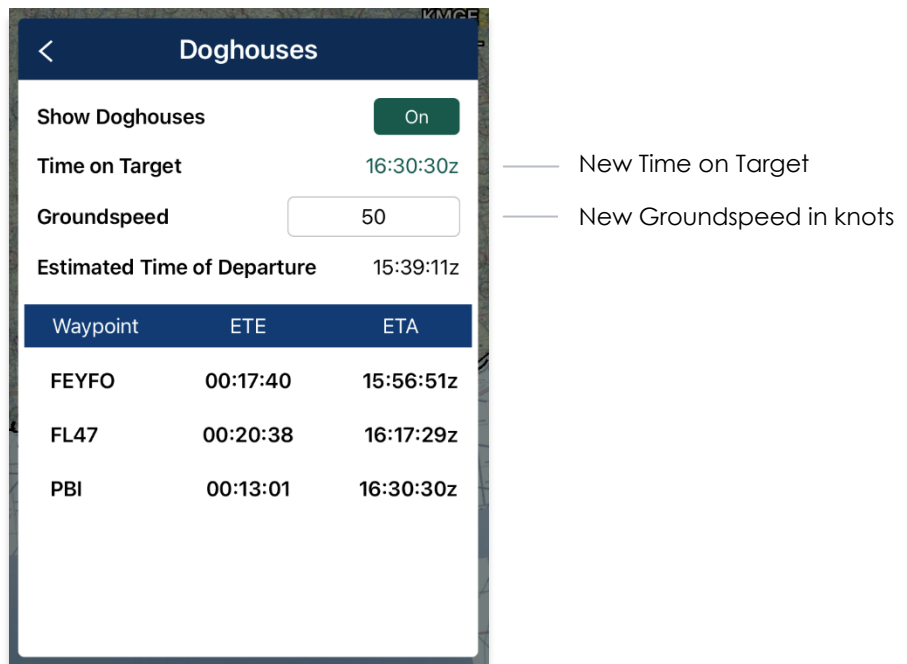 KMGE
< Doghouses
Show Doghouses On
Time on Target 16:30:30z New Time on Target
Groundspeed 50 New Groundspeed in knots
Estimated Time of Departure 15:39:11z
Waypoint ETE ETA
FEYFO 00:17:40 15:56:51z
FL47 00:20:38 16:17:29z
PBI 00:13:01 16:30:30z